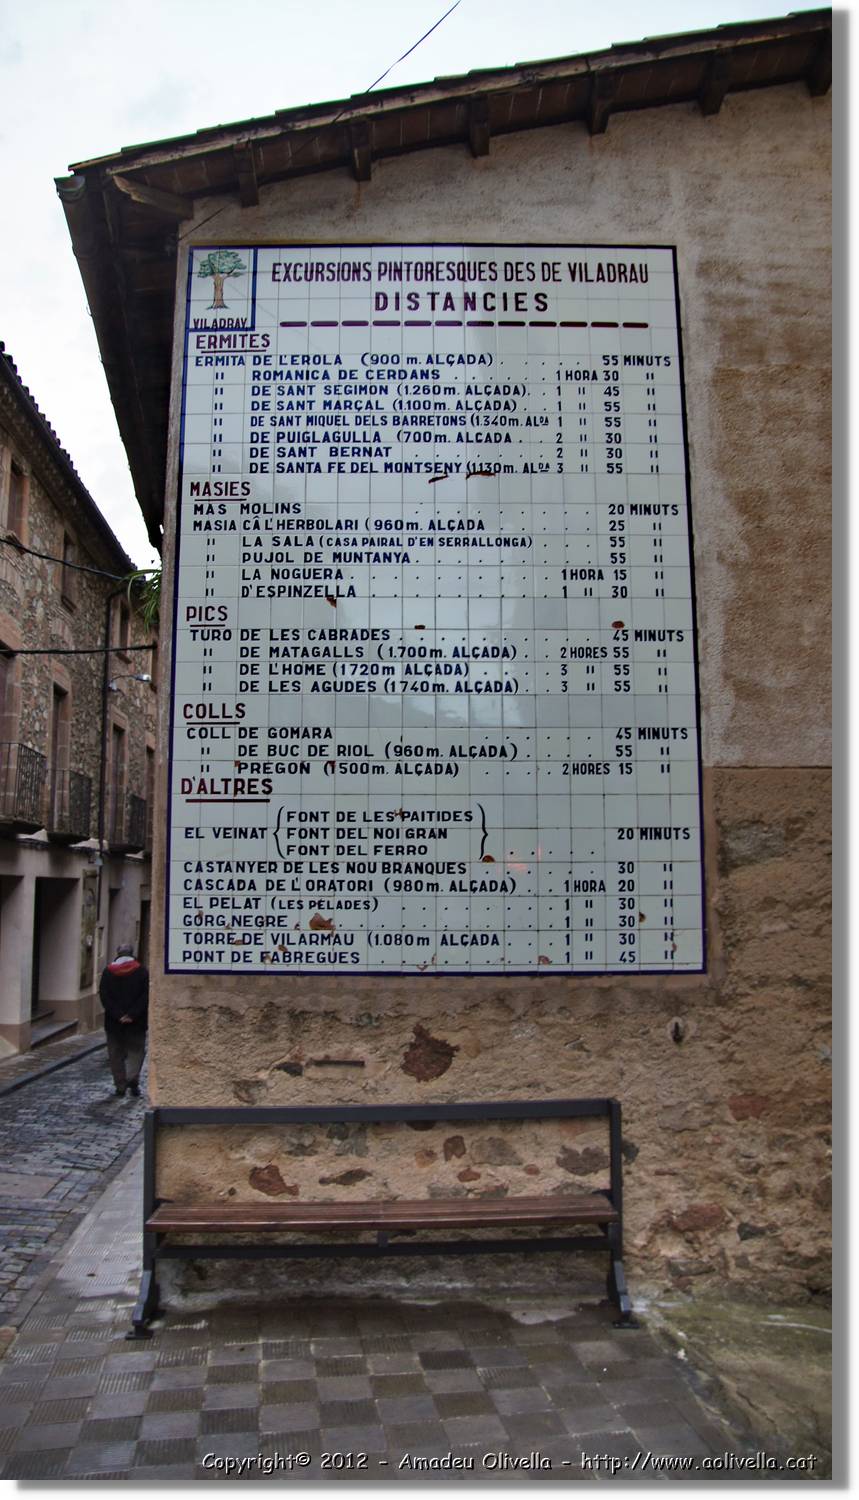 VILADRAV
EXCURSIONS PINTORESQUES DES DE VILADRAU
DISTANCIES
ERMITES
ERMITA DE L'EROLA (900 m. ALÇADA) . . . . . . 55 MINUTS
" ROMANICA DE CERDANS . . . . . . 1 HORA 30 "
" DE SANT SEGIMON (1.260 m. ALÇADA). . 1 " 45 "
" DE SANT MARÇAL (1.100 m. ALÇADA) . . 1 " 55 "
" DE SANT MIQUEL DELS BARRETONS (1.340 m. ALDA 1 " 55 "
" DE PUIGLAGULLA (700 m. ALÇADA . . 2 " 30 "
" DE SANT BERNAT . . . . . . . . 2 " 30 "
" DE SANTA FE DEL MONTSENY (1.130 m. ALDA 3 " 55 "
MASIES
MAS MOLINS . . . . . . . . . . 20 MINUTS
MASIA CÂ L'HERBOLARI (960 m. ALÇADA . . . . . . 25 "
" LA SALA (CASA PAIRAL D'EN SERRALLONGA) . . . 55 "
" PUJOL DE MUNTANYA . . . . . . . . . . 55 "
" LA NOGUERA . . . . . . . . . . 1 HORA 15 "
" D'ESPINZELLA . . . . . . . . . . 1 " 30 "
PICS
TURO DE LES CABRADES . . . . . . . . . . 45 MINUTS
" DE MATAGALLS (1.700 m. ALÇADA) . . 2 HORES 55 "
" DE L'HOME (1720 m ALÇADA) . . . . 3 " 55 "
" DE LES AGUDES (1740 m. ALÇADA) . . 3 " 55 "
COLLS
COLL DE GOMARA . . . . . . 45 MINUTS
" DE BUC DE RIOL (960 m. ALÇADA) . . . . 55 "
" PREGON (1500 m. ALÇADA) . . . . 2 HORES 15 "
D'ALTRES
FONT DE LES PAITIDES
EL VEINAT FONT DEL NOI GRAN 20 MINUTS
FONT DEL FERRO . . . . .
CASTANYER DE LES NOU BRANQUES . . . . . . 30 "
CASCADA DE L'ORATORI (980 m. ALÇADA) . . 1 HORA 20 "
EL PELAT (LES PELADES) . . . . . . . . . 1 " 30 "
GORG NEGRE . . . . . . . . . . 1 " 30 "
TORRE DE VILARMAU (1.080 m ALÇADA . . . 1 " 30 "
PONT DE FABREGUES . . . . . . . . . 1 " 45 "
Copyright© 2012 - Amadeu Olivella - http://www.aolivella.cat